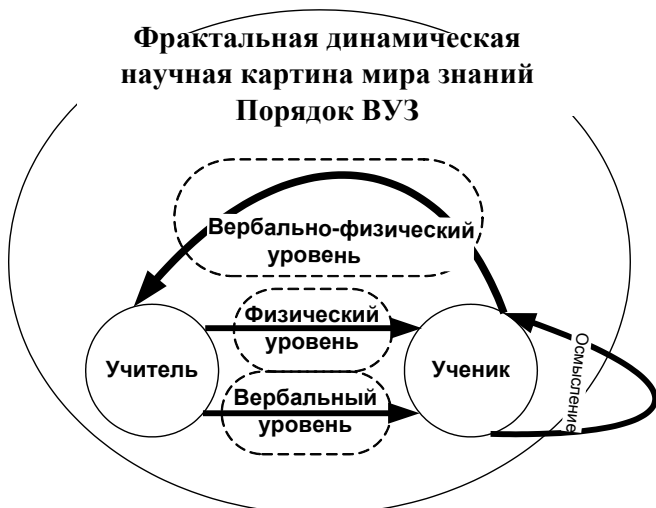 Фрактальная динамическая
научная картина мира знаний
Порядок ВУЗ
Вербально-физический
уровень
Физический
уровень
Учитель
Ученик
Осмысление
Вербальный
уровень